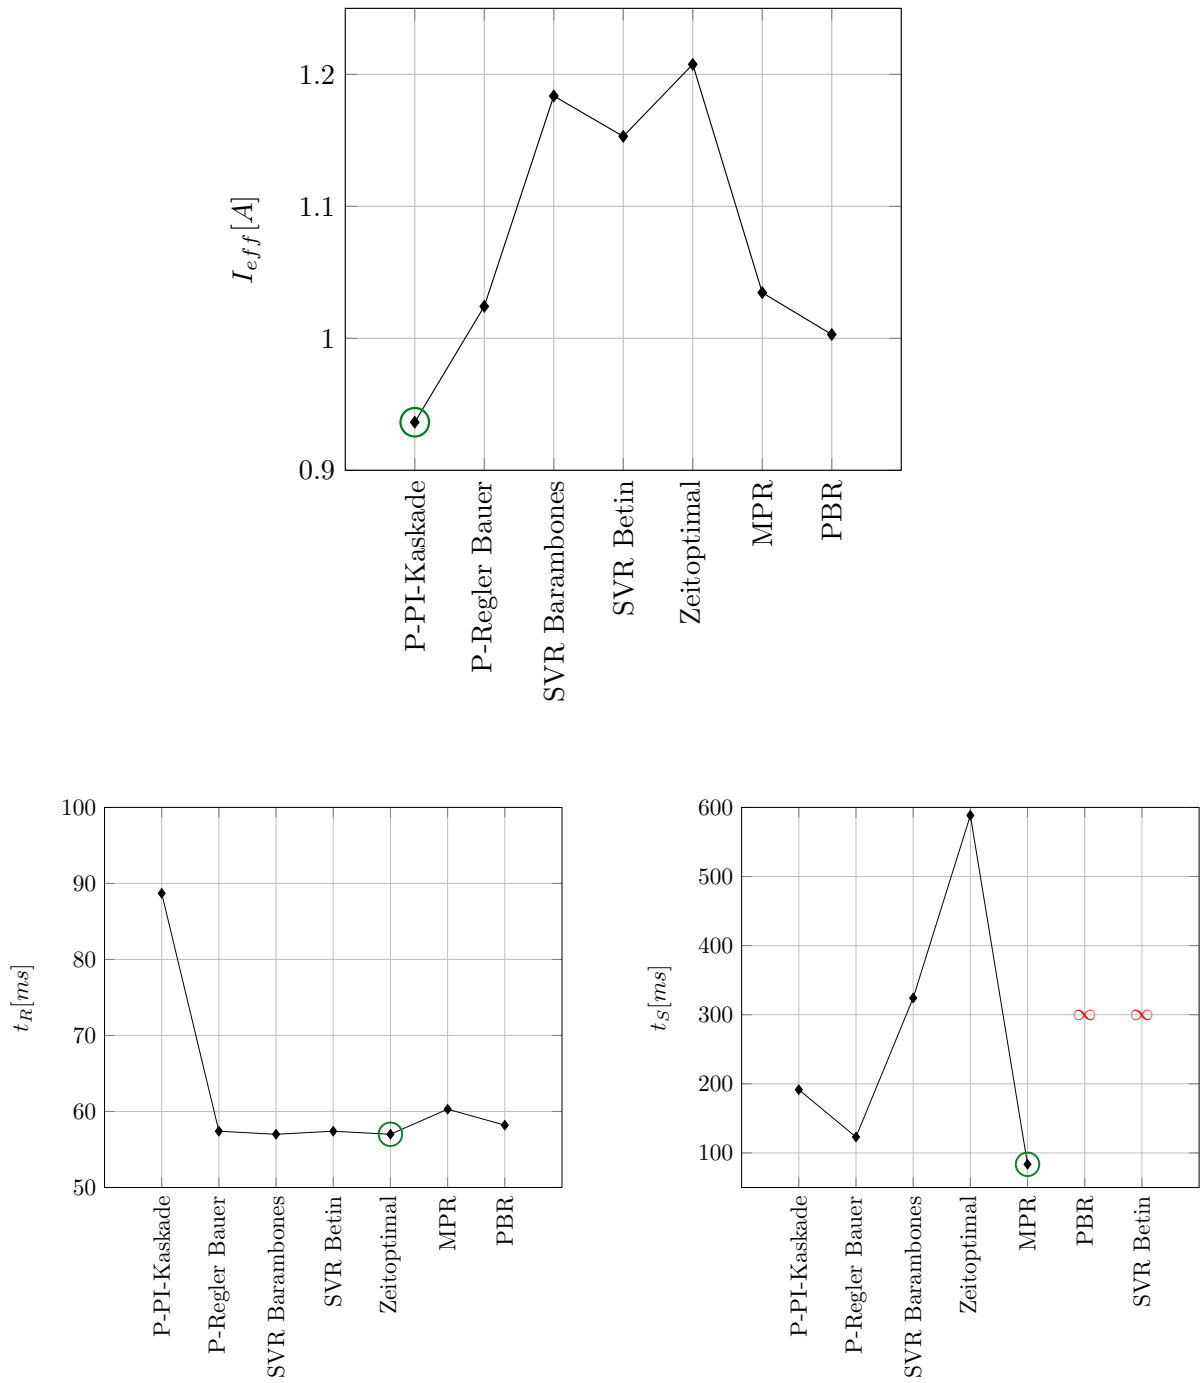 1.2
1.1
1
0.9
I_{eff}[A]
P-PI-Kaskade
P-Regler Bauer
SVR Barambones
SVR Betin
Zeitoptimal
MPR
PBR
100
90
80
70
60
50
t_R[ms]
P-PI-Kaskade
P-Regler Bauer
SVR Barambones
SVR Betin
Zeitoptimal
MPR
PBR
600
500
400
300
200
100
t_S[ms]
∞
∞
P-PI-Kaskade
P-Regler Bauer
SVR Barambones
Zeitoptimal
MPR
PBR
SVR Betin